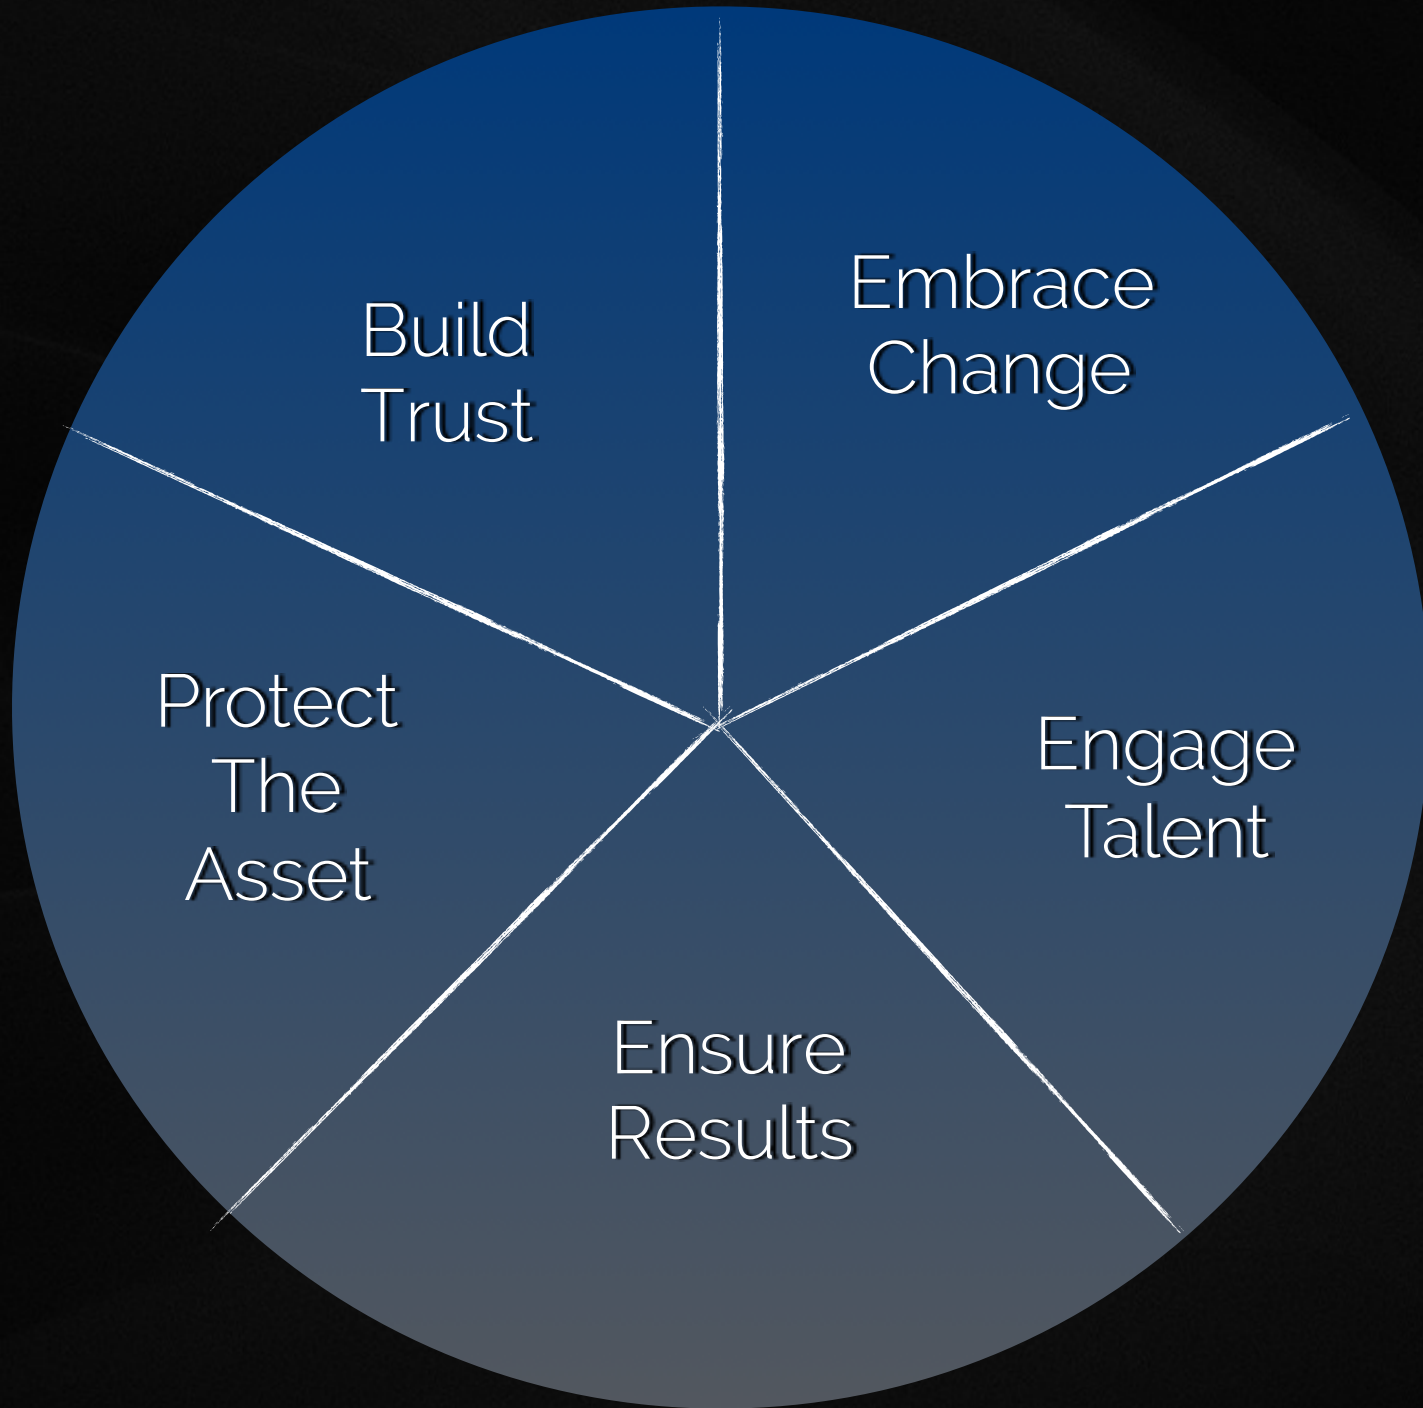 Build
Trust
Embrace
Change
Protect
The
Asset
Engage
Talent
Ensure
Results